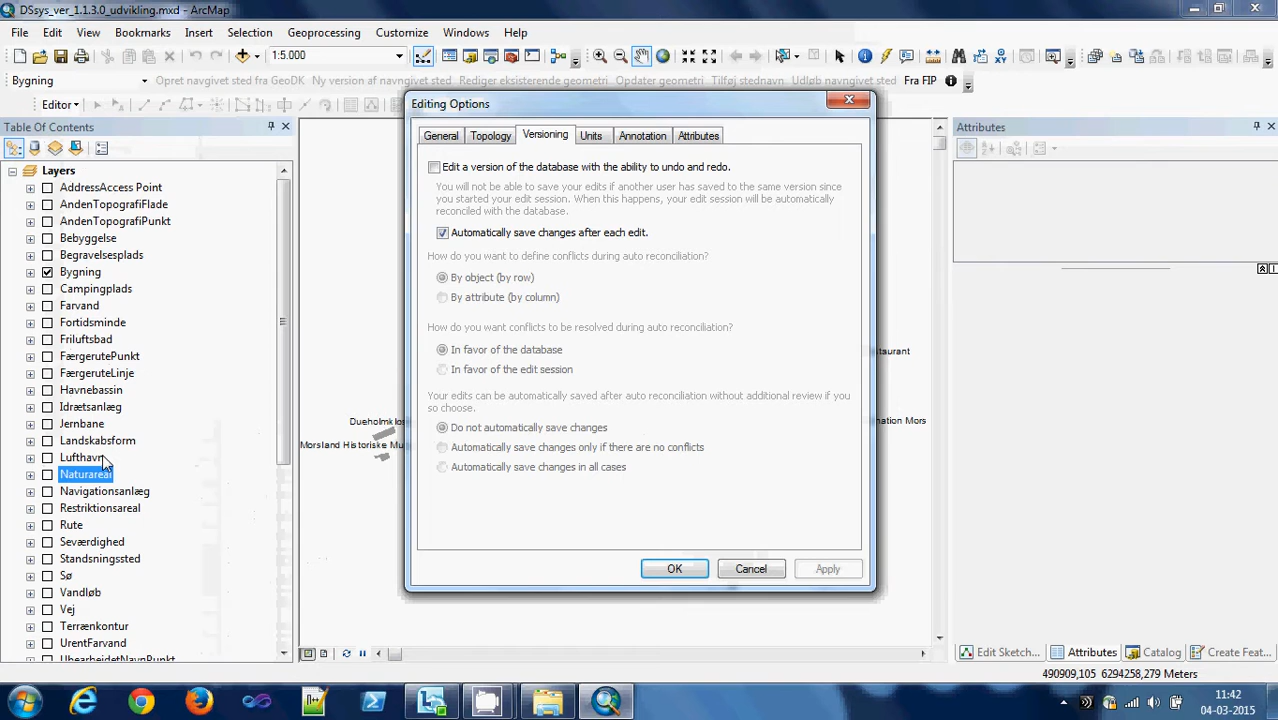 DSsys_ver_1.1.3.0_udvikling.mxd - ArcMap
File Edit View Bookmarks Insert Selection Geoprocessing Customize Windows Help
1:5.000
Bygning Opret navgivet sted fra GeoDK Ny version af navngivet sted Rediger eksisterende geometri Opdater geometri Tilføj stednavn Udløb navngivet sted Fra FIP
Editor
Table Of Contents
Layers
AddressAccess Point
AndenTopografiFlade
AndenTopografiPunkt
Bebyggelse
Begravelsesplads
Bygning
Campingplads
Farvand
Fortidsminde
Friluftsbad
FærgerutePunkt
FærgeruteLinje
Havnebassin
Idrætsanlæg
Jernbane
Landskabsform
Lufthavn
Naturareal
Navigationsanlæg
Restriktionsareal
Rute
Seværdighed
Standsningssted
Sø
Vandløb
Vej
Terrænkontur
UrentFarvand
UbearbeidetNavnPunkt
Editing Options
General Topology Versioning Units Annotation Attributes
Edit a version of the database with the ability to undo and redo.
You will not be able to save your edits if another user has saved to the same version since
you started your edit session. When this happens, your edit session will be automatically
reconciled with the database.
Automatically save changes after each edit.
How do you want to define conflicts during auto reconciliation?
By object (by row)
By attribute (by column)
How do you want conflicts to be resolved during auto reconciliation?
In favor of the database
In favor of the edit session
Your edits can be automatically saved after auto reconciliation without additional review if you
so choose.
Do not automatically save changes
Automatically save changes only if there are no conflicts
Automatically save changes in all cases
OK Cancel Apply
Dueholmklos
Morsland Historiske Mu
staurant
nation Mors
Attributes
Edit Sketch... Attributes Catalog Create Feat...
490909,105 6294258,279 Meters
11:42
04-03-2015